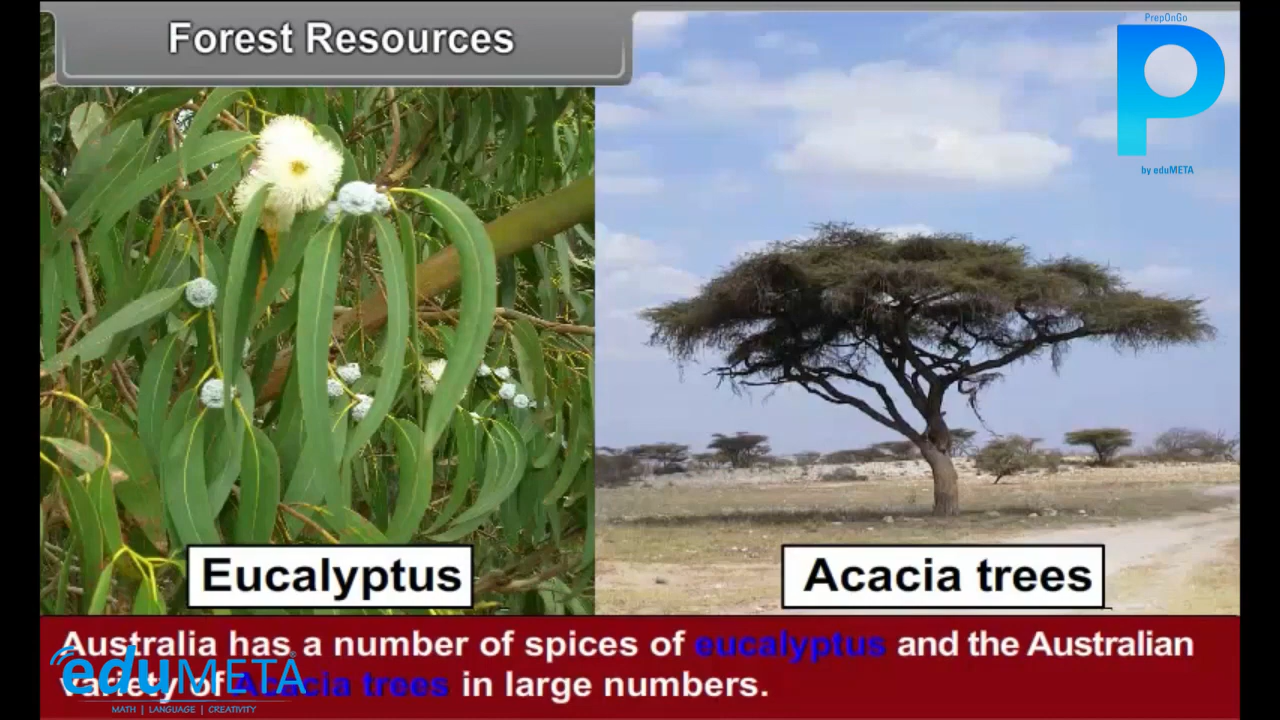 Forest Resources
PrepOnGo
P
by eduMETA
Eucalyptus
Acacia trees
Australia has a number of spices of eucalyptus and the Australian
variety of Acacia trees in large numbers.
eduMETA
MATH | LANGUAGE | CREATIVITY